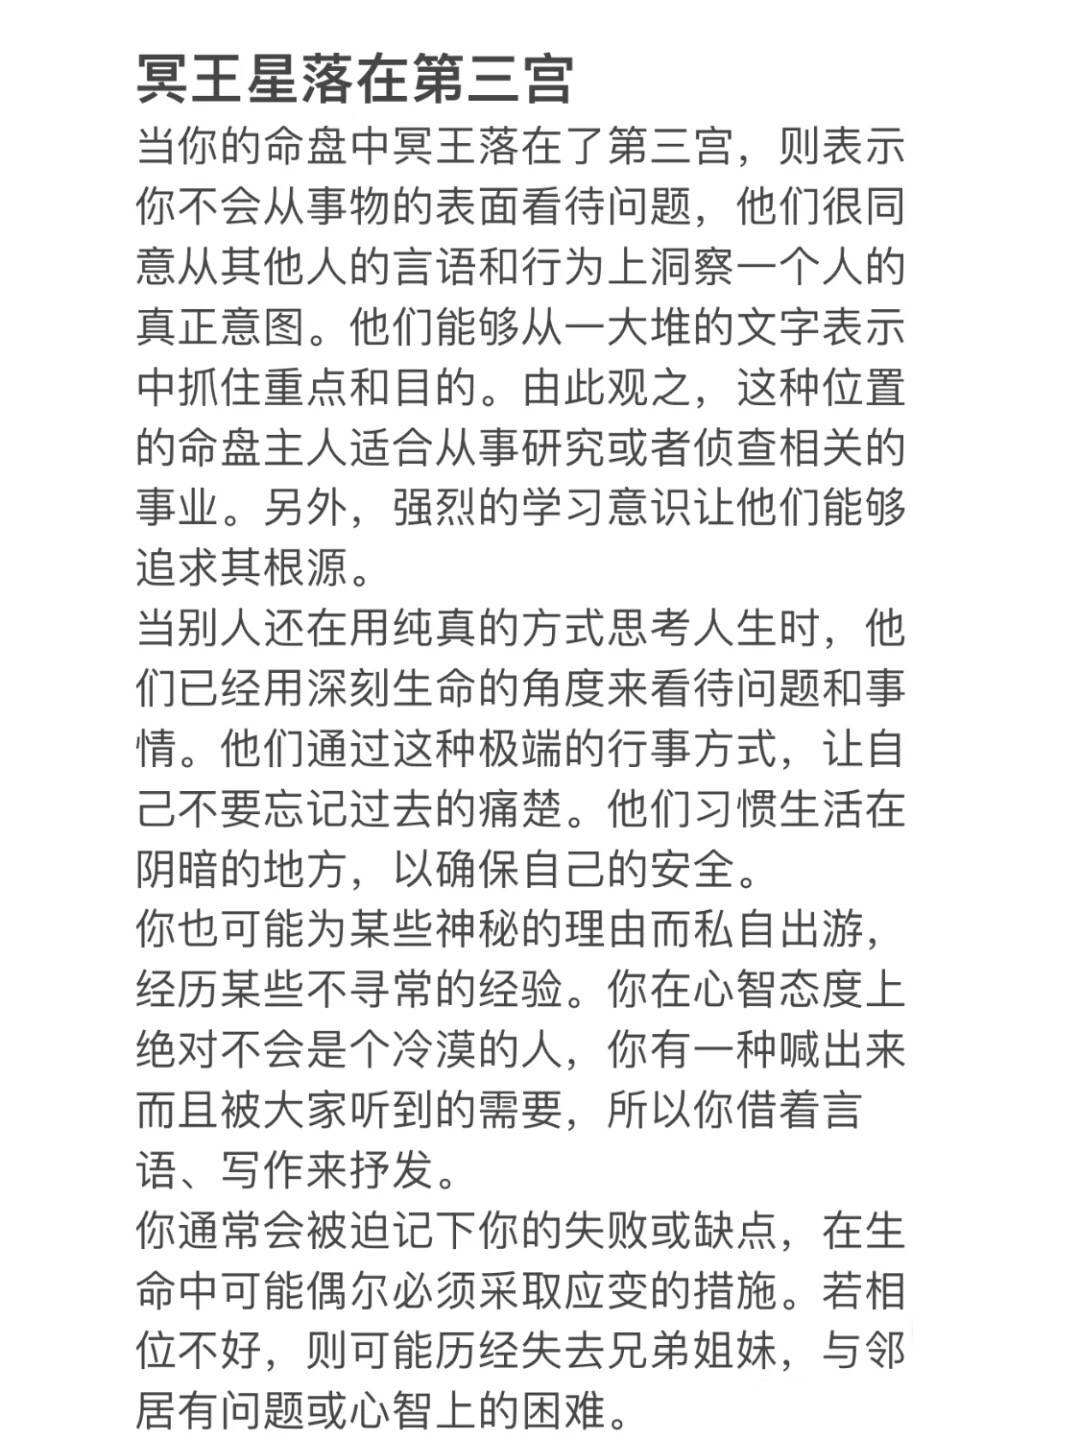 冥王星落在第三宫
当你的命盘中冥王落在了第三宫，则表示
你不会从事物的表面看待问题，他们很同
意从其他人的言语和行为上洞察一个人的
真正意图。他们能够从一大堆的文字表示
中抓住重点和目的。由此观之，这种位置
的命盘主人适合从事研究或者侦查相关的
事业。另外，强烈的学习意识让他们能够
追求其根源。
当别人还在用纯真的方式思考人生时，他
们已经用深刻生命的角度来看待问题和事
情。他们通过这种极端的行事方式，让自
己不要忘记过去的痛楚。他们习惯生活在
阴暗的地方，以确保自己的安全。
你也可能为某些神秘的理由而私自出游，
经历某些不寻常的经验。你在心智态度上
绝对不会是个冷漠的人，你有一种喊出来
而且被大家听到的需要，所以你借着言
语、写作来抒发。
你通常会被迫记下你的失败或缺点，在生
命中可能偶尔必须采取应变的措施。若相
位不好，则可能历经失去兄弟姐妹，与邻
居有问题或心智上的困难。